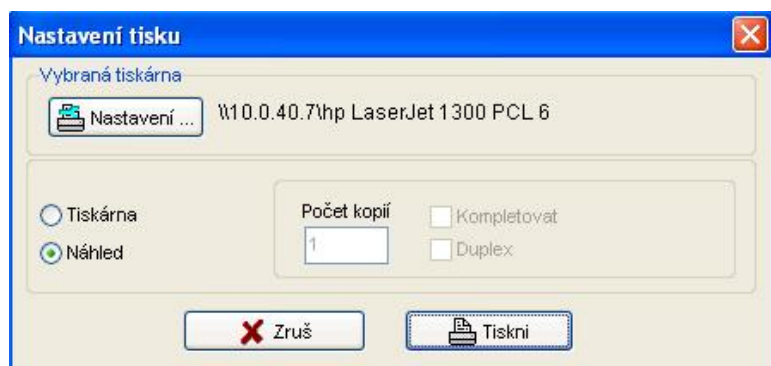 Nastavení tisku
Vybraná tiskárna
Nastavení ... \\10.0.40.7\hp LaserJet 1300 PCL 6
Tiskárna
Náhled
Počet kopií
1
Kompletovat
Duplex
Zruš
Tiskni